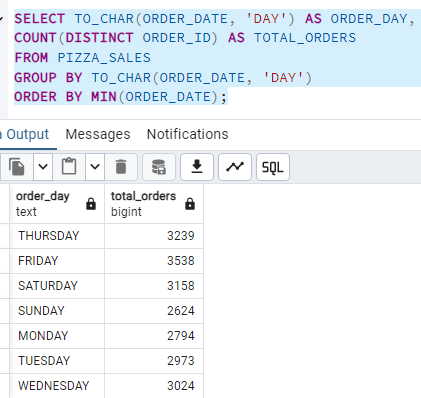 SELECT TO_CHAR(ORDER_DATE, 'DAY') AS ORDER_DAY,
COUNT(DISTINCT ORDER_ID) AS TOTAL_ORDERS
FROM PIZZA_SALES
GROUP BY TO_CHAR(ORDER_DATE, 'DAY')
ORDER BY MIN(ORDER_DATE);
Output Messages Notifications
SQL
order_day total_orders
text bigint
THURSDAY 3239
FRIDAY 3538
SATURDAY 3158
SUNDAY 2624
MONDAY 2794
TUESDAY 2973
WEDNESDAY 3024